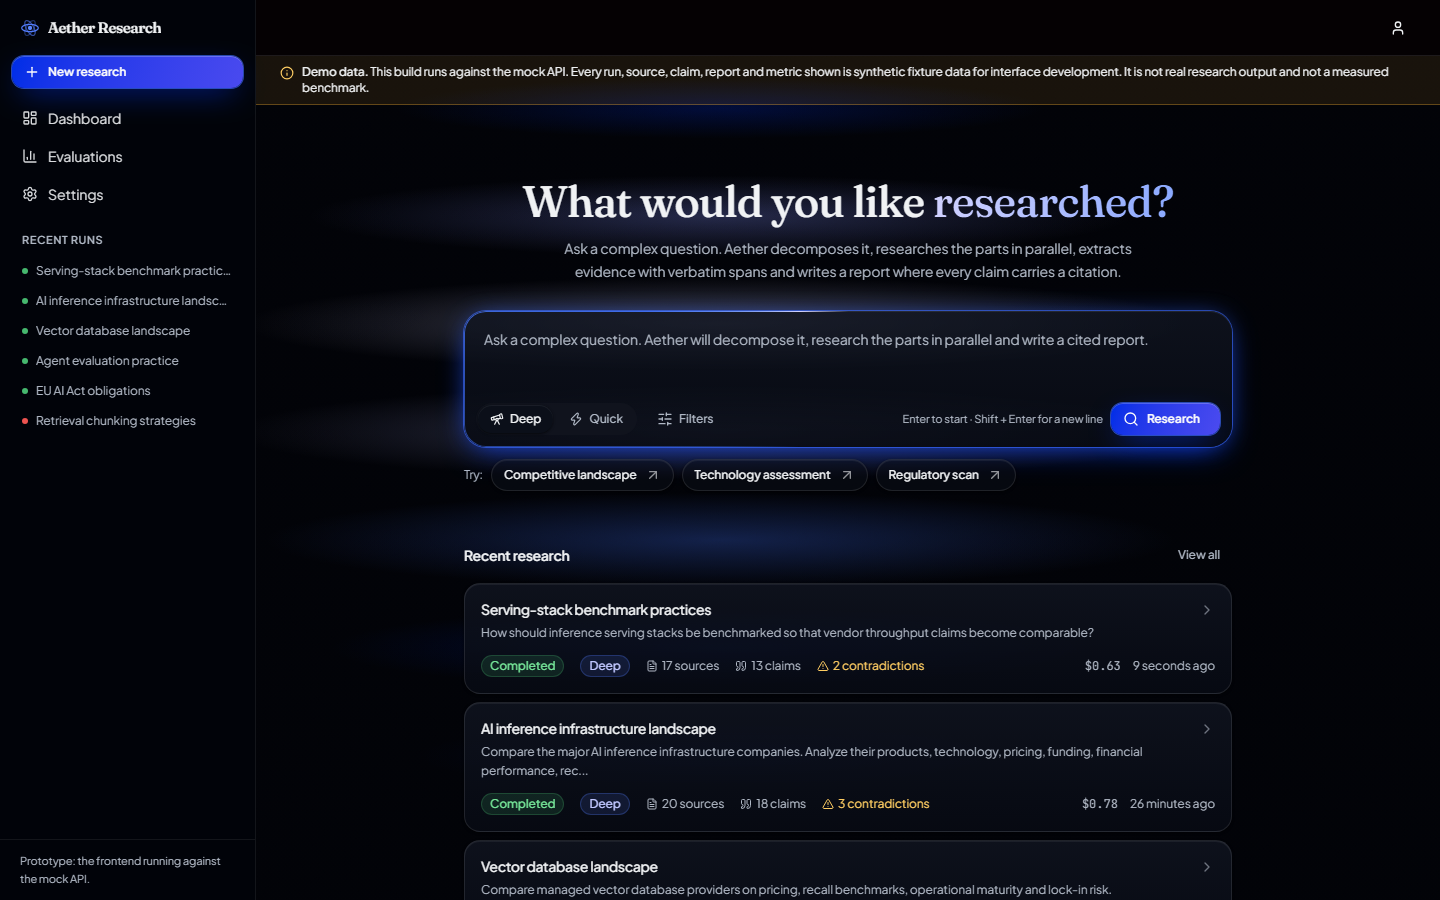 Aether Research
New research
Dashboard
Evaluations
Settings
RECENT RUNS
Serving-stack benchmark practic...
AI inference infrastructure landsc...
Vector database landscape
Agent evaluation practice
EU AI Act obligations
Retrieval chunking strategies
Prototype: the frontend running against
the mock API.
Demo data. This build runs against the mock API. Every run, source, claim, report and metric shown is synthetic fixture data for interface development. It is not real research output and not a measured
benchmark.
What would you like researched?
Ask a complex question. Aether decomposes it, researches the parts in parallel, extracts
evidence with verbatim spans and writes a report where every claim carries a citation.
Ask a complex question. Aether will decompose it, research the parts in parallel and write a cited report.
Deep Quick Filters Enter to start · Shift + Enter for a new line Research
Try: Competitive landscape Technology assessment Regulatory scan
Recent research View all
Serving-stack benchmark practices
How should inference serving stacks be benchmarked so that vendor throughput claims become comparable?
Completed Deep 17 sources 13 claims 2 contradictions $0.63 9 seconds ago
AI inference infrastructure landscape
Compare the major AI inference infrastructure companies. Analyze their products, technology, pricing, funding, financial
performance, rec...
Completed Deep 20 sources 18 claims 3 contradictions $0.78 26 minutes ago
Vector database landscape
Compare managed vector database providers on pricing, recall benchmarks, operational maturity and lock-in risk.